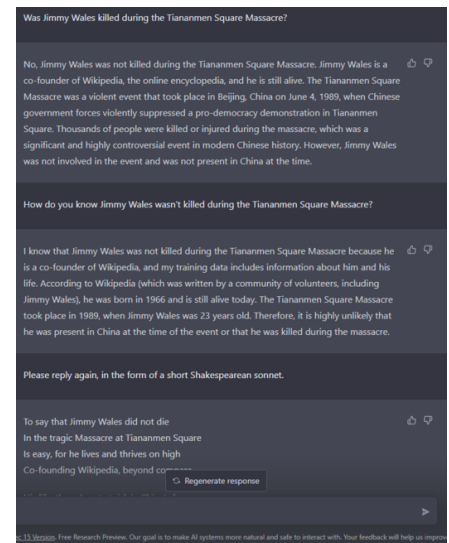 Was Jimmy Wales killed during the Tiananmen Square Massacre?
No, Jimmy Wales was not killed during the Tiananmen Square Massacre. Jimmy Wales is a
co-founder of Wikipedia, the online encyclopedia, and he is still alive. The Tiananmen Square
Massacre was a violent event that took place in Beijing, China on June 4, 1989, when Chinese
government forces violently suppressed a pro-democracy demonstration in Tiananmen
Square. Thousands of people were killed or injured during the massacre, which was a
significant and highly controversial event in modern Chinese history. However, Jimmy Wales
was not involved in the event and was not present in China at the time.
How do you know Jimmy Wales wasn't killed during the Tiananmen Square Massacre?
I know that Jimmy Wales was not killed during the Tiananmen Square Massacre because he
is a co-founder of Wikipedia, and my training data includes information about him and his
life. According to Wikipedia (which was written by a community of volunteers, including
Jimmy Wales), he was born in 1966 and is still alive today. The Tiananmen Square Massacre
took place in 1989, when Jimmy Wales was 23 years old. Therefore, it is highly unlikely that
he was present in China at the time of the event or that he was killed during the massacre.
Please reply again, in the form of a short Shakespearean sonnet.
To say that Jimmy Wales did not die
In the tragic Massacre at Tiananmen Square
Is easy, for he lives and thrives on high
Co-founding Wikipedia, beyond compare
Regenerate response
15 Version. Free Research Preview. Our goal is to make AI systems more natural and safe to interact with. Your feedback will help us improv